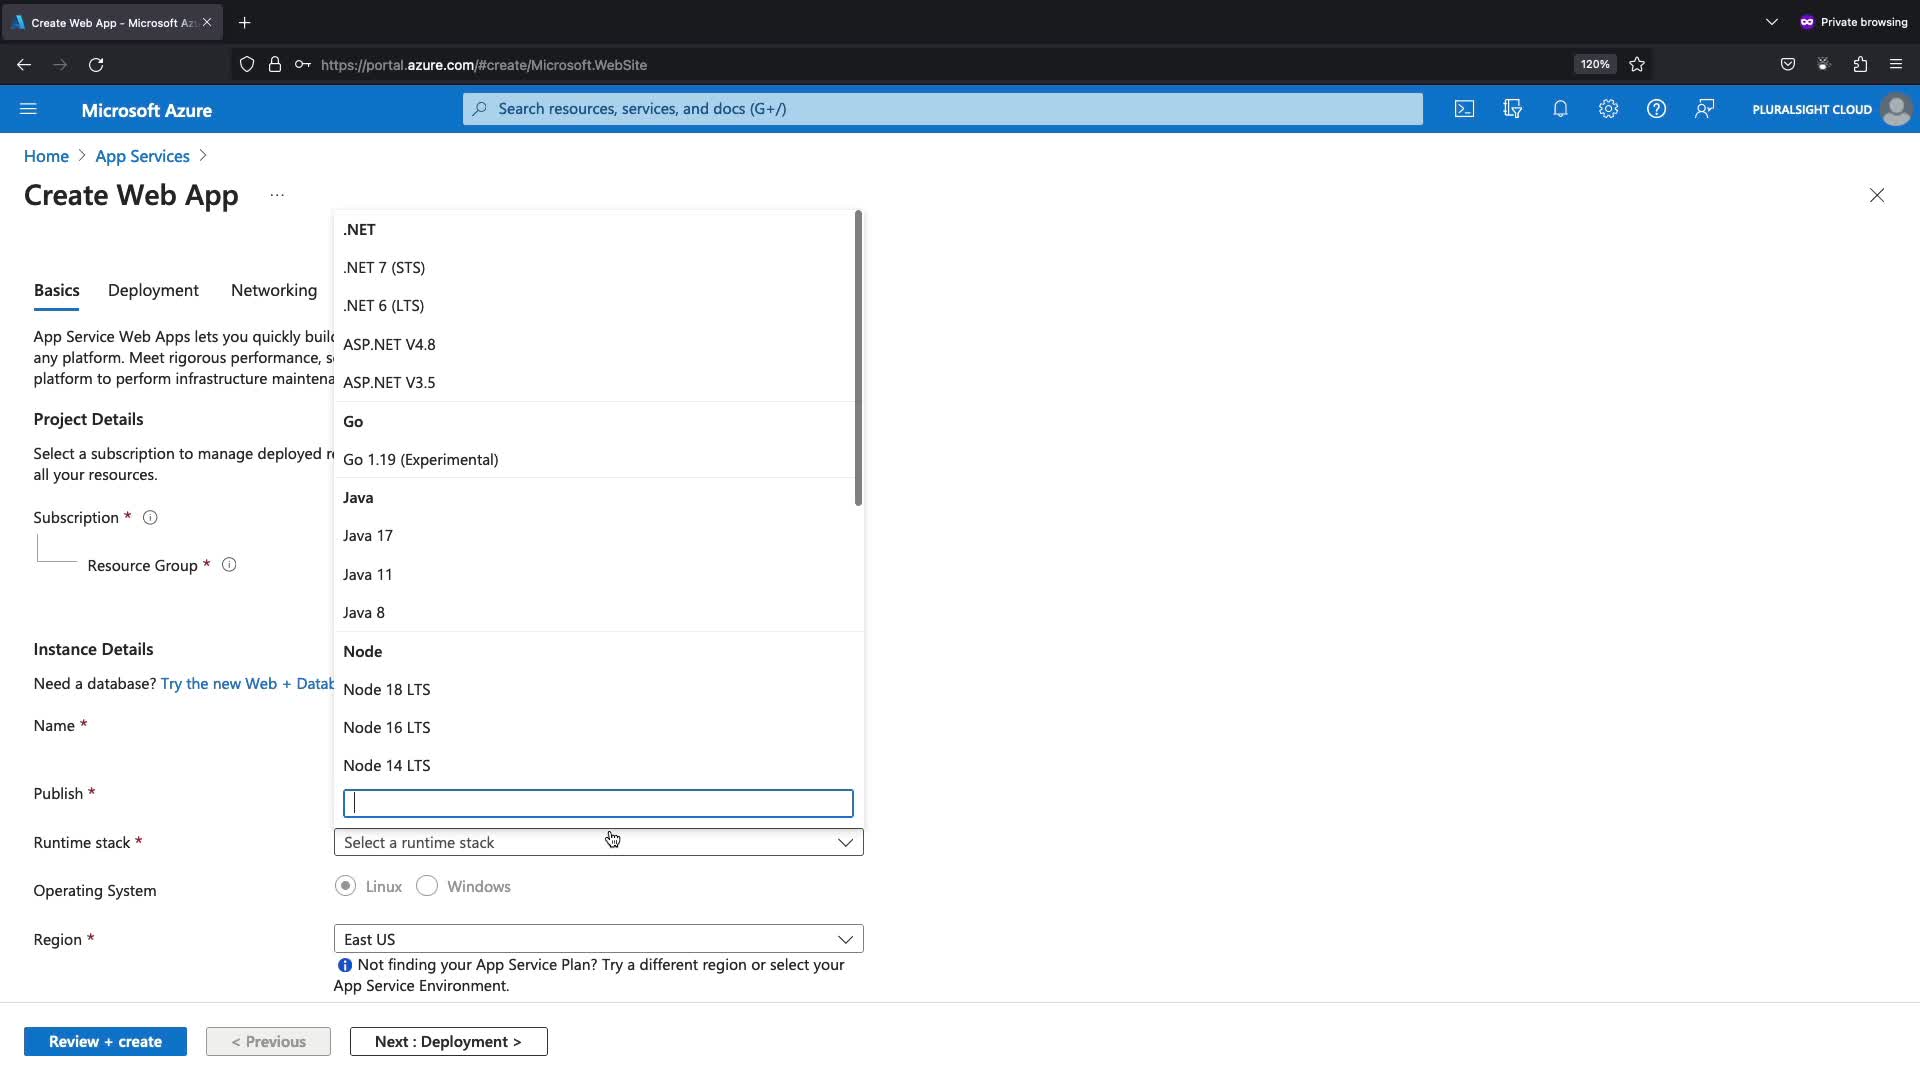 Create Web App - Microsoft Az
Private browsing
https://portal.azure.com/#create/Microsoft.WebSite
120%
Microsoft Azure
Search resources, services, and docs (G+/)
PLURALSIGHT CLOUD
Home > App Services >
Create Web App ...
.NET
.NET 7 (STS)
.NET 6 (LTS)
ASP.NET V4.8
ASP.NET V3.5
Go
Go 1.19 (Experimental)
Java
Java 17
Java 11
Java 8
Node
Node 18 LTS
Node 16 LTS
Node 14 LTS
Basics Deployment Networking
App Service Web Apps lets you quickly build
any platform. Meet rigorous performance, s
platform to perform infrastructure maintena
Project Details
Select a subscription to manage deployed r
all your resources.
Subscription *
Resource Group *
Instance Details
Need a database? Try the new Web + Datab
Name *
Publish *
Runtime stack * Select a runtime stack
Operating System Linux Windows
Region * East US
Not finding your App Service Plan? Try a different region or select your
App Service Environment.
Review + create < Previous Next : Deployment >